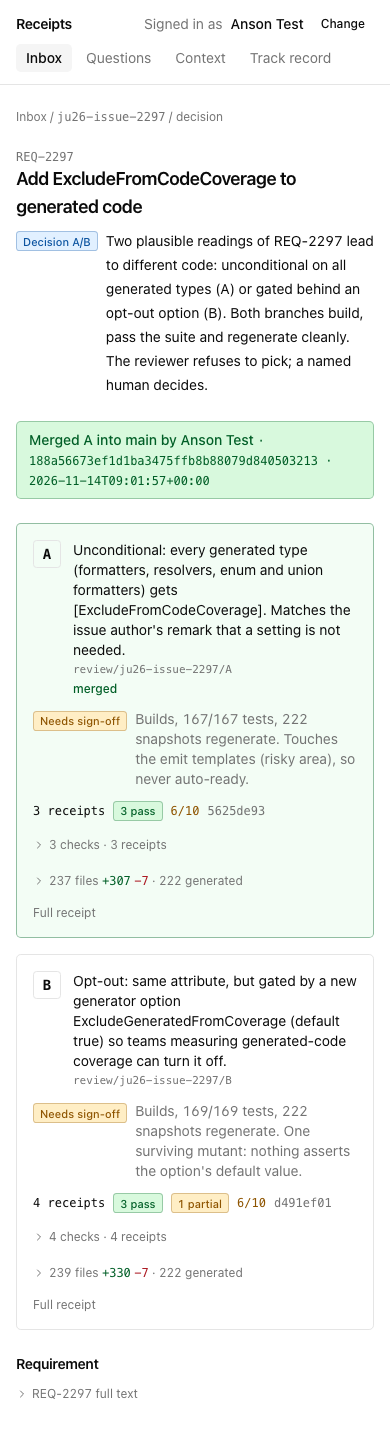 Receipts
Signed in as Anson Test Change
Inbox Questions Context Track record
Inbox / ju26-issue-2297 / decision
REQ-2297
Add ExcludeFromCodeCoverage to
generated code
Decision A/B
Two plausible readings of REQ-2297 lead
to different code: unconditional on all
generated types (A) or gated behind an
opt-out option (B). Both branches build,
pass the suite and regenerate cleanly.
The reviewer refuses to pick; a named
human decides.
Merged A into main by Anson Test ·
188a56673ef1d1ba3475ffb8b88079d840503213 ·
2026-11-14T09:01:57+00:00
A
Unconditional: every generated type
(formatters, resolvers, enum and union
formatters) gets
[ExcludeFromCodeCoverage]. Matches the
issue author's remark that a setting is not
needed.
review/ju26-issue-2297/A
merged
Needs sign-off
Builds, 167/167 tests, 222
snapshots regenerate. Touches
the emit templates (risky area), so
never auto-ready.
3 receipts 3 pass 6/10 5625de93
3 checks · 3 receipts
237 files +307 −7 · 222 generated
Full receipt
B
Opt-out: same attribute, but gated by a new
generator option
ExcludeGeneratedFromCoverage (default
true) so teams measuring generated-code
coverage can turn it off.
review/ju26-issue-2297/B
Needs sign-off
Builds, 169/169 tests, 222
snapshots regenerate. One
surviving mutant: nothing asserts
the option's default value.
4 receipts 3 pass 1 partial 6/10 d491ef01
4 checks · 4 receipts
239 files +330 −7 · 222 generated
Full receipt
Requirement
REQ-2297 full text